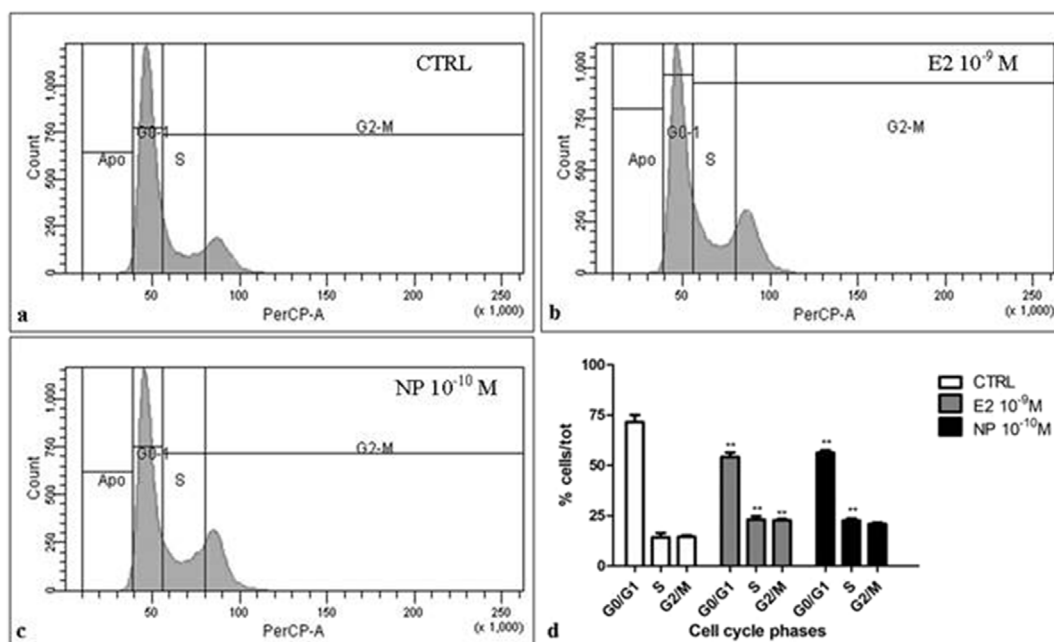 CTRL
1,000
750
500
250
0
Count
Apo
G0-1
S
G2-M
50
100
150
200
250
PerCP-A
(x 1,000)
a
E2 10⁻⁹ M
1,000
750
500
250
0
Count
Apo
G0-1
S
G2-M
50
100
150
200
250
PerCP-A
(x 1,000)
b
NP 10⁻¹⁰ M
1,000
750
500
250
0
Count
Apo
G0-1
S
G2-M
50
100
150
200
250
PerCP-A
(x 1,000)
c
100
75
50
25
0
% cells/tot
CTRL
E2 10⁻⁹M
NP 10⁻¹⁰M
**
**
**
**
**
G0/G1
S
G2/M
G0/G1
S
G2/M
G0/G1
S
G2/M
Cell cycle phases
d